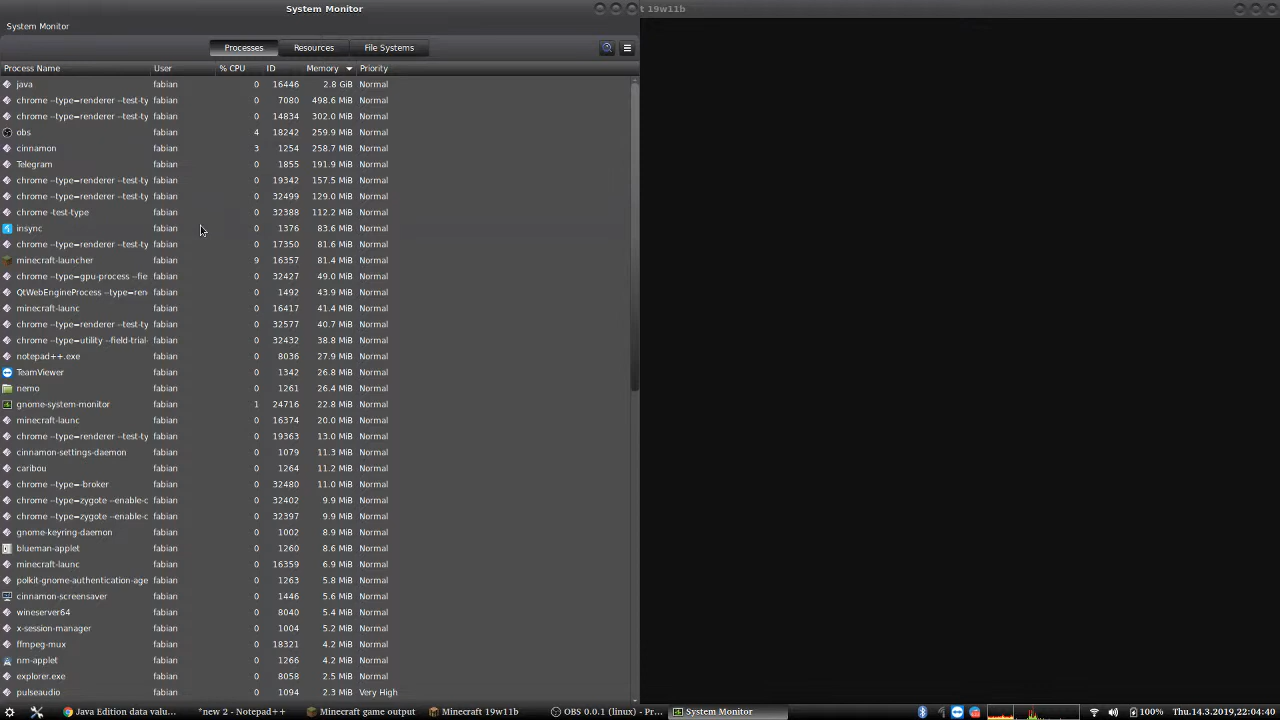 System Monitor
t 19w11b
System Monitor
Processes Resources File Systems
Process Name User % CPU ID Memory Priority
java fabian 0 16446 2.8 GiB Normal
chrome --type=renderer --test-ty fabian 0 7080 498.6 MiB Normal
chrome --type=renderer --test-ty fabian 0 14834 302.0 MiB Normal
obs fabian 4 18242 259.9 MiB Normal
cinnamon fabian 3 1254 258.7 MiB Normal
Telegram fabian 0 1855 191.9 MiB Normal
chrome --type=renderer --test-ty fabian 0 19342 157.5 MiB Normal
chrome --type=renderer --test-ty fabian 0 32499 129.0 MiB Normal
chrome -test-type fabian 0 32388 112.2 MiB Normal
insync fabian 0 1376 83.6 MiB Normal
chrome --type=renderer --test-ty fabian 0 17350 81.6 MiB Normal
minecraft-launcher fabian 9 16357 81.4 MiB Normal
chrome --type=gpu-process --fie fabian 0 32427 49.0 MiB Normal
QtWebEngineProcess --type=ren fabian 0 1492 43.9 MiB Normal
minecraft-launc fabian 0 16417 41.4 MiB Normal
chrome --type=renderer --test-ty fabian 0 32577 40.7 MiB Normal
chrome --type=utility --field-trial- fabian 0 32432 38.8 MiB Normal
notepad++.exe fabian 0 8036 27.9 MiB Normal
TeamViewer fabian 0 1342 26.8 MiB Normal
nemo fabian 0 1261 26.4 MiB Normal
gnome-system-monitor fabian 1 24716 22.8 MiB Normal
minecraft-launc fabian 0 16374 20.0 MiB Normal
chrome --type=renderer --test-ty fabian 0 19363 13.0 MiB Normal
cinnamon-settings-daemon fabian 0 1079 11.3 MiB Normal
caribou fabian 0 1264 11.2 MiB Normal
chrome --type=-broker fabian 0 32480 11.0 MiB Normal
chrome --type=zygote --enable-c fabian 0 32402 9.9 MiB Normal
chrome --type=zygote --enable-c fabian 0 32397 9.9 MiB Normal
gnome-keyring-daemon fabian 0 1002 8.9 MiB Normal
blueman-applet fabian 0 1260 8.6 MiB Normal
minecraft-launc fabian 0 16359 6.9 MiB Normal
polkit-gnome-authentication-age fabian 0 1263 5.8 MiB Normal
cinnamon-screensaver fabian 0 1446 5.6 MiB Normal
wineserver64 fabian 0 8040 5.4 MiB Normal
x-session-manager fabian 0 1004 5.2 MiB Normal
ffmpeg-mux fabian 0 18321 4.2 MiB Normal
nm-applet fabian 0 1266 4.2 MiB Normal
explorer.exe fabian 0 8058 2.5 MiB Normal
pulseaudio fabian 0 1094 2.3 MiB Very High
Java Edition data valu... *new 2 - Notepad++ Minecraft game output Minecraft 19w11b OBS 0.0.1 (linux) - Pr... System Monitor 100% Thu.14.3.2019,22:04:40